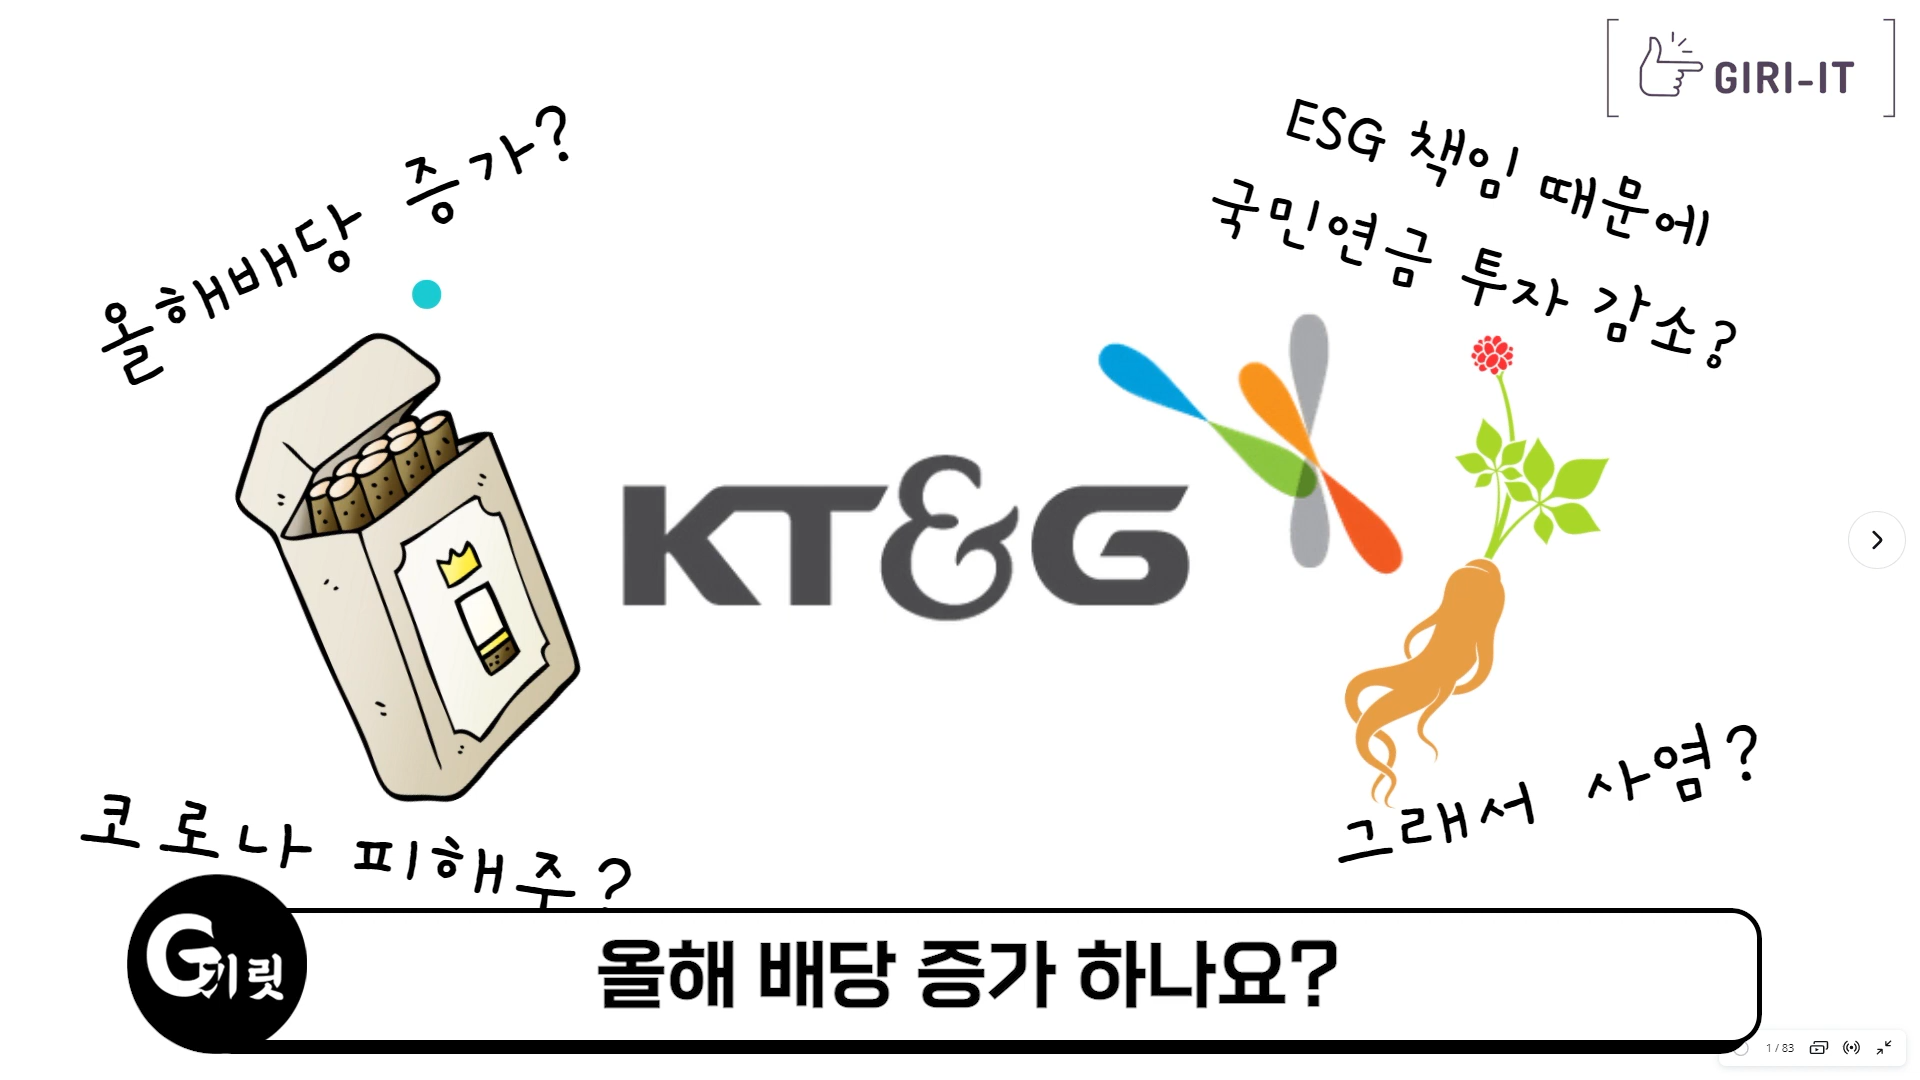 GIRI-IT
올해배당 증가?
ESG 책임 때문에
국민연금 투자 감소?
KT&G
그래서 사염?
코로나 피해주?
G기릿
올해 배당 증가 하나요?
1 / 83